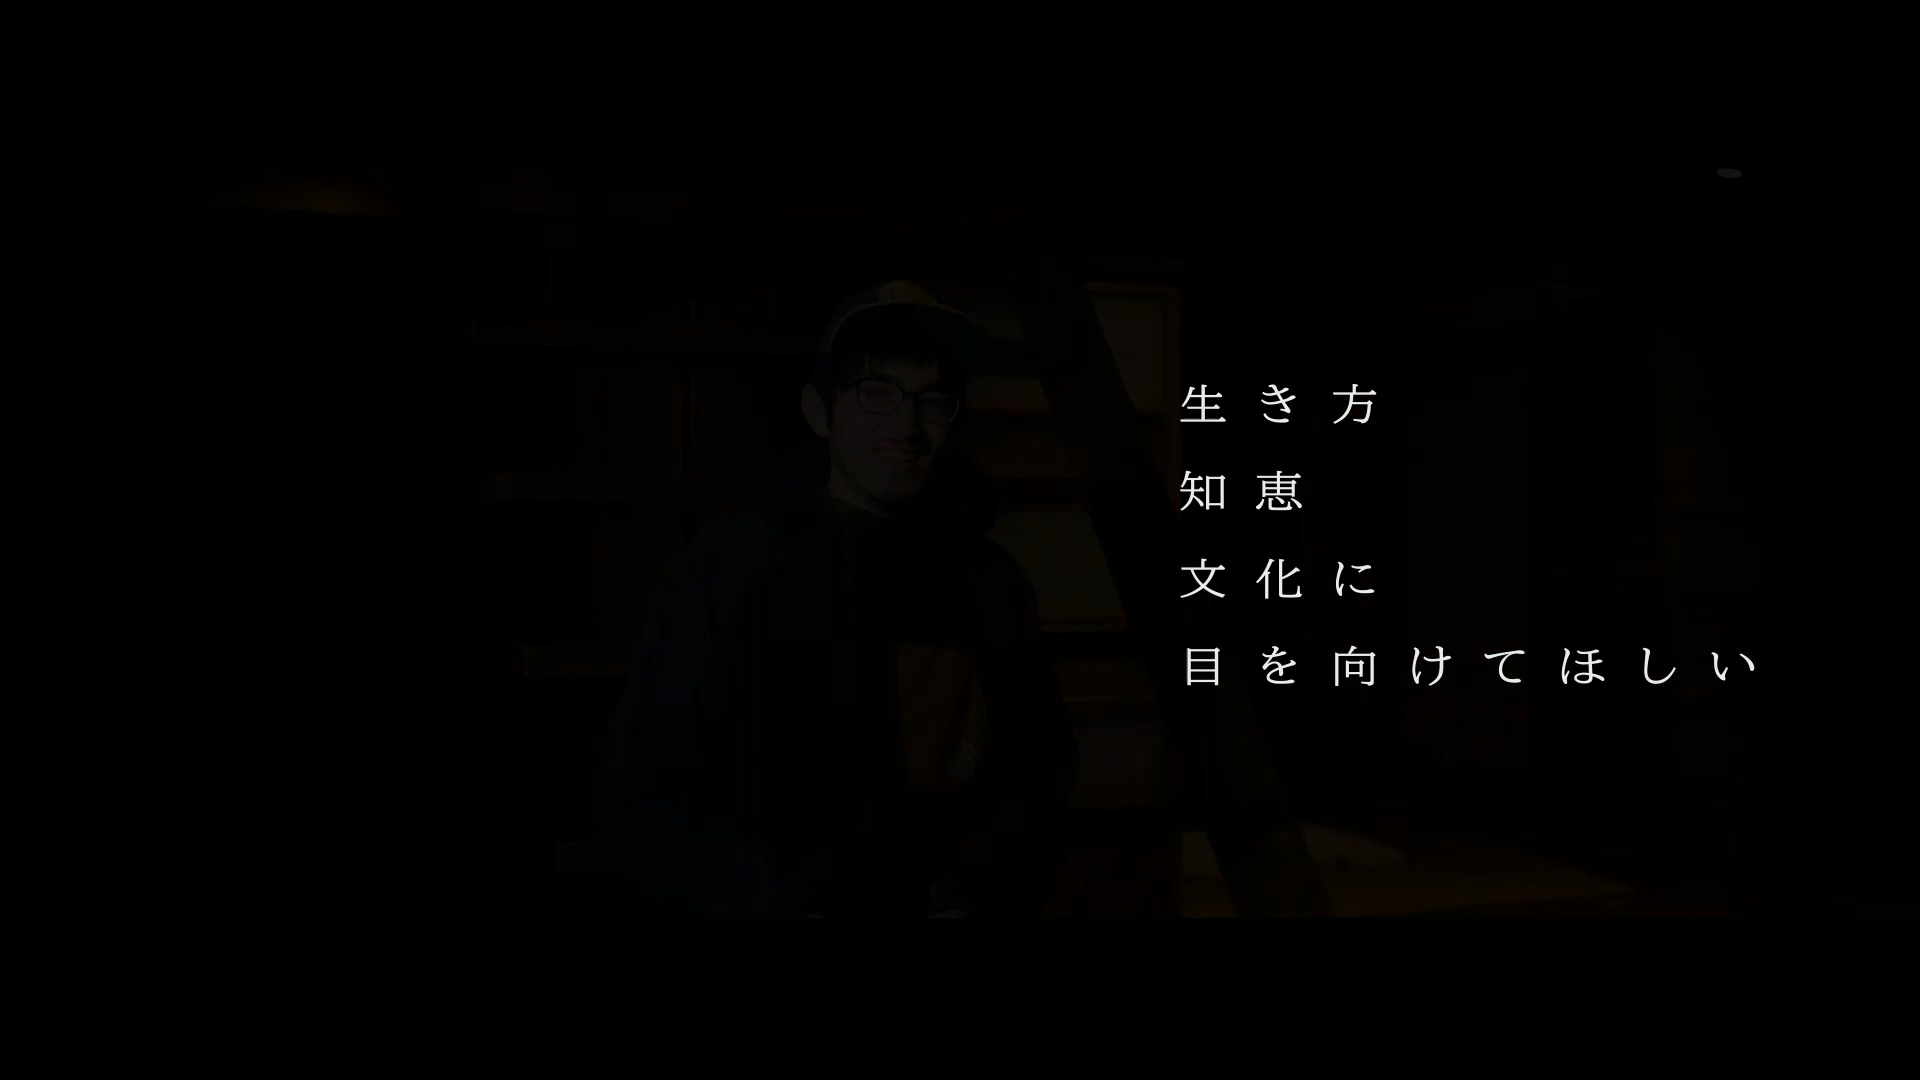 生き方
知恵
文化に
目を向けてほしい